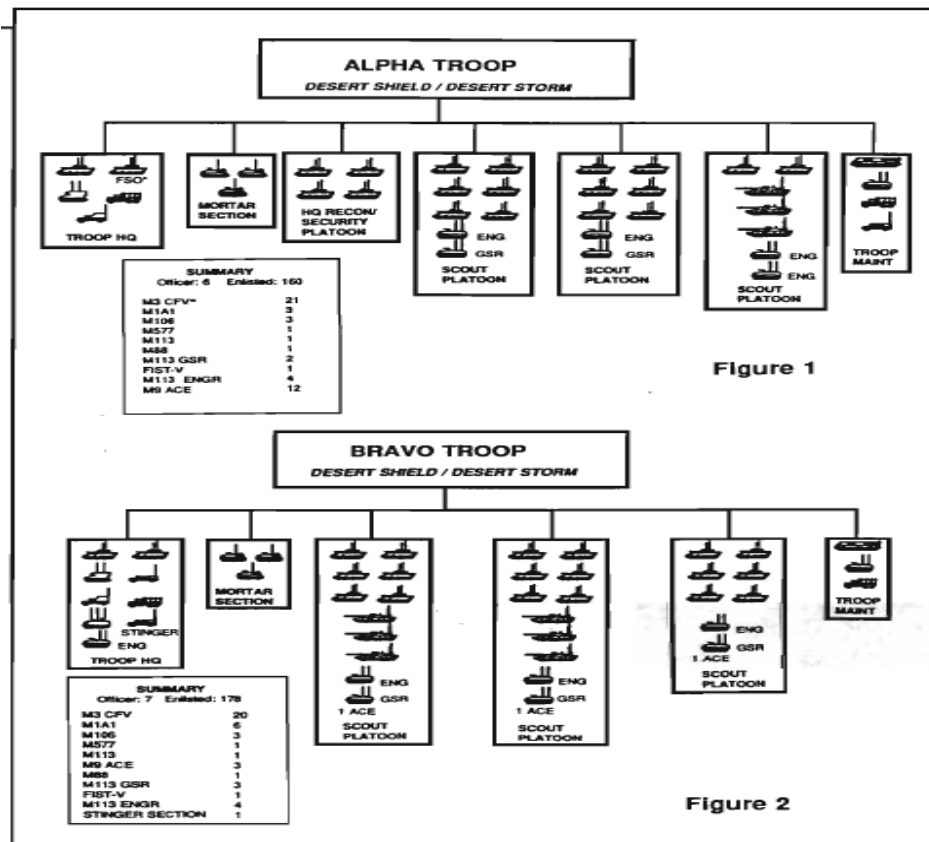 ALPHA TROOP
DESERT SHIELD / DESERT STORM
FSO*
TROOP HQ
MORTAR
SECTION
HQ RECON/
SECURITY
PLATOON
ENG
GSR
SCOUT
PLATOON
ENG
GSR
SCOUT
PLATOON
ENG
ENG
SCOUT
PLATOON
TROOP
MAINT
SUMMARY
Officer: 6 Enlisted: 160
M3 CFV* 21
M1A1 3
M106 3
M577 1
M113 1
M88 1
M113 GSR 2
FIST-V 1
M113 ENGR 4
M9 ACE 12
Figure 1
BRAVO TROOP
DESERT SHIELD / DESERT STORM
STINGER
ENG
TROOP HQ
MORTAR
SECTION
ENG
GSR
1 ACE
SCOUT
PLATOON
ENG
GSR
1 ACE
SCOUT
PLATOON
ENG
GSR
1 ACE
SCOUT
PLATOON
TROOP
MAINT
SUMMARY
Officer: 7 Enlisted: 178
M3 CFV 20
M1A1 6
M106 3
M577 1
M113 1
M9 ACE 3
M88 1
M113 GSR 3
FIST-V 1
M113 ENGR 4
STINGER SECTION 1
Figure 2